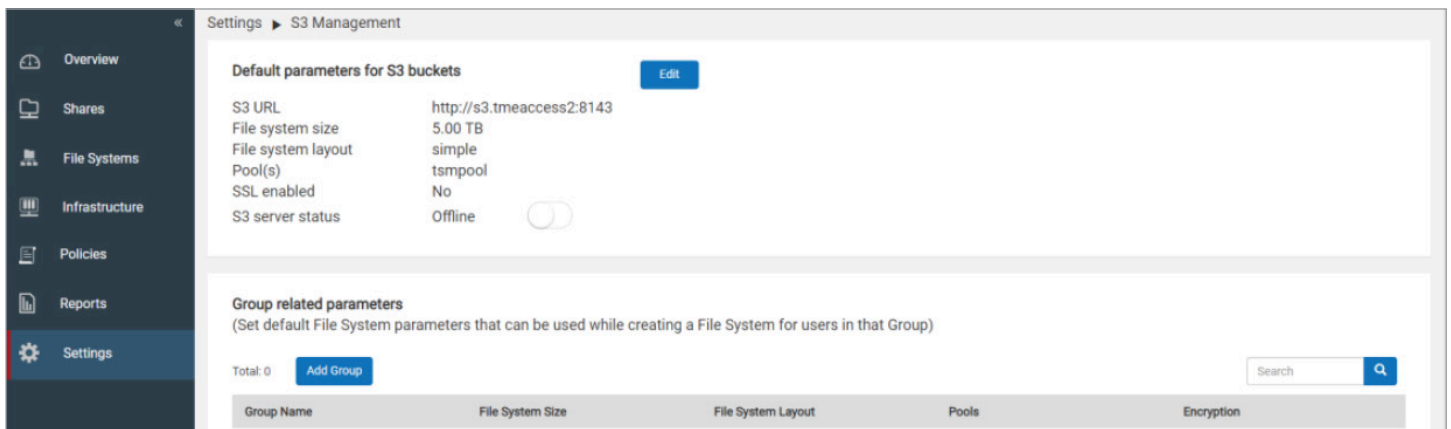 «
Overview
Shares
File Systems
Infrastructure
Policies
Reports
Settings
Settings ▶ S3 Management
Default parameters for S3 buckets
Edit
S3 URL http://s3.tmeaccess2:8143
File system size 5.00 TB
File system layout simple
Pool(s) tsmpool
SSL enabled No
S3 server status Offline
Group related parameters
(Set default File System parameters that can be used while creating a File System for users in that Group)
Total: 0 Add Group Search
Group Name File System Size File System Layout Pools Encryption